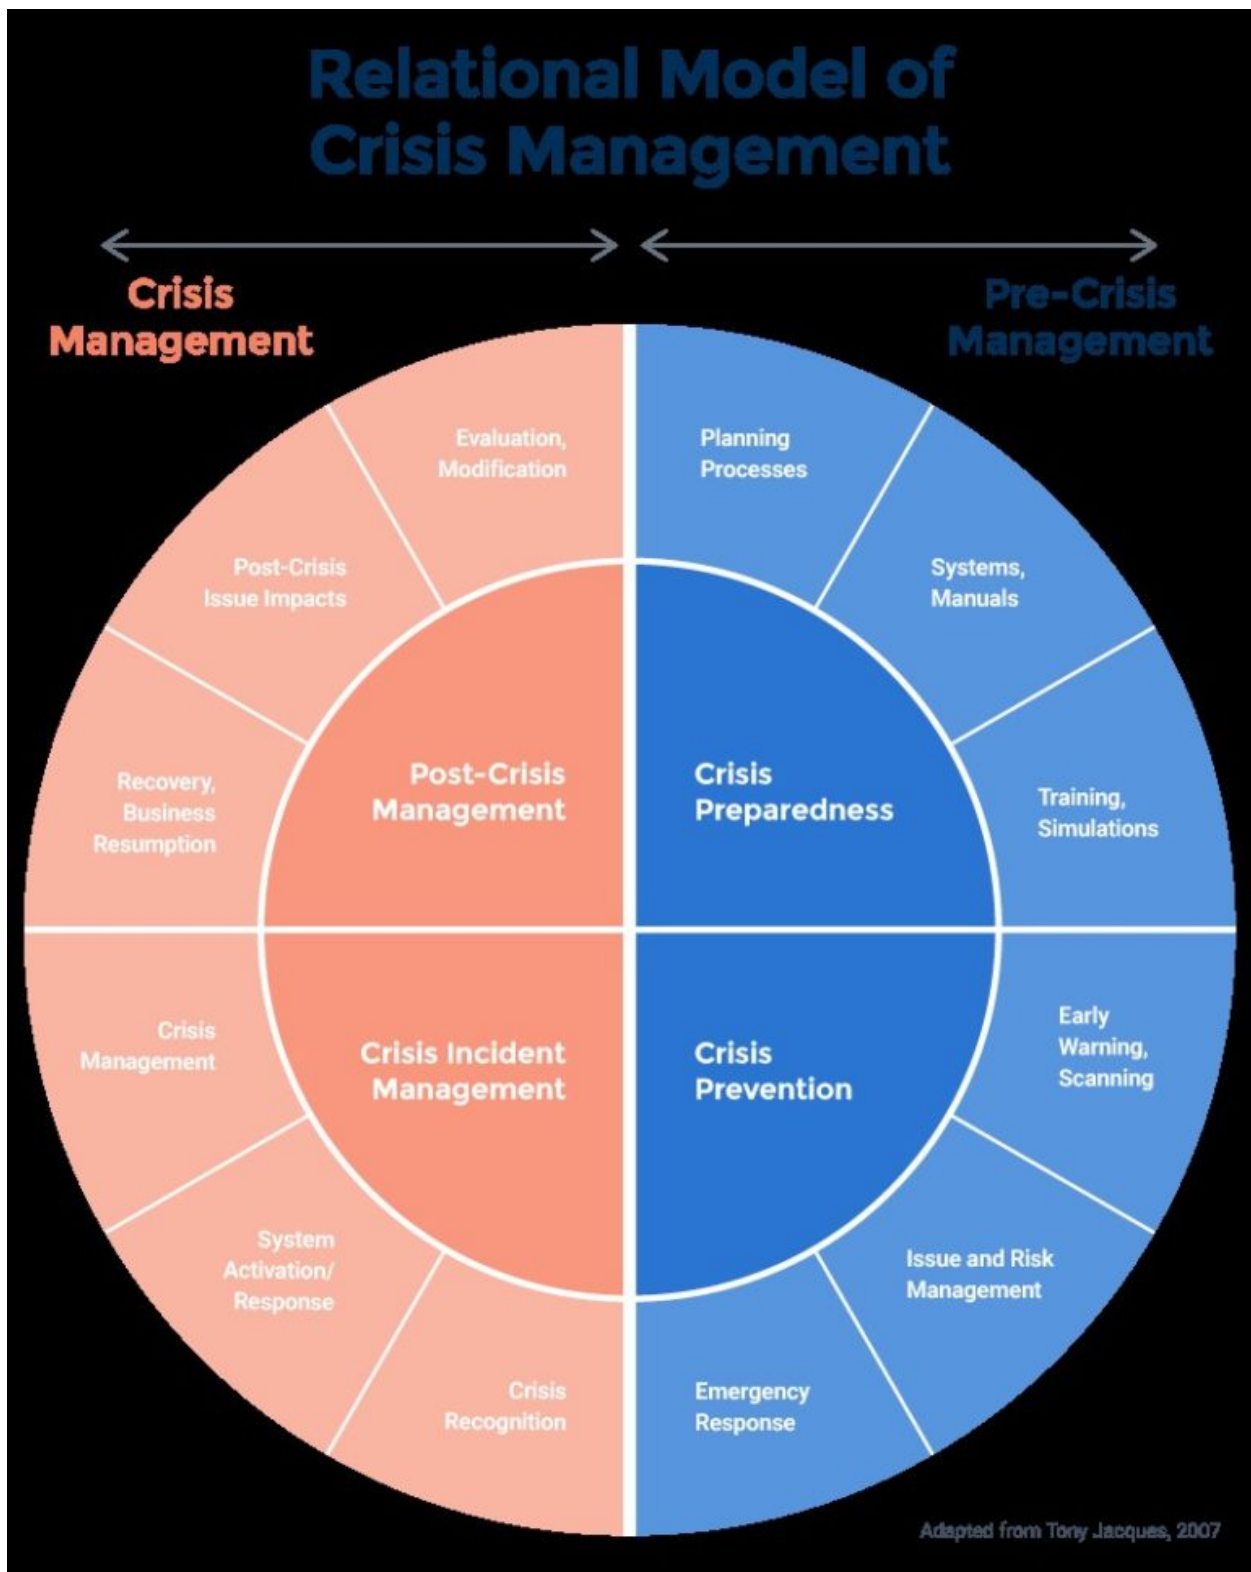 Relational Model of
Crisis Management
Crisis
Management
Pre-Crisis
Management
Evaluation,
Modification
Planning
Processes
Post-Crisis
Issue Impacts
Systems,
Manuals
Recovery,
Business
Resumption
Post-Crisis
Management
Crisis
Preparedness
Training,
Simulations
Crisis
Management
Crisis Incident
Management
Crisis
Prevention
Early
Warning,
Scanning
System
Activation/
Response
Issue and Risk
Management
Crisis
Recognition
Emergency
Response
Adapted from Tony Jacques, 2007